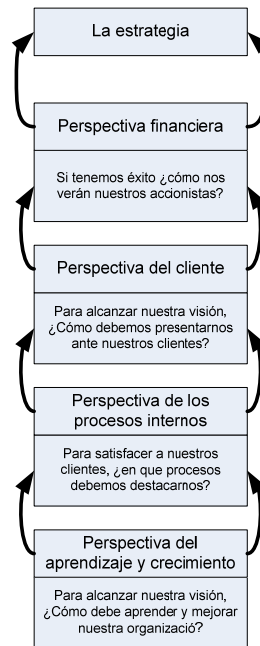 La estrategia
Perspectiva financiera
Si tenemos éxito ¿cómo nos
verán nuestros accionistas?
Perspectiva del cliente
Para alcanzar nuestra visión,
¿Cómo debemos presentarnos
ante nuestros clientes?
Perspectiva de los
procesos internos
Para satisfacer a nuestros
clientes, ¿en que procesos
debemos destacarnos?
Perspectiva del
aprendizaje y crecimiento
Para alcanzar nuestra visión,
¿Cómo debe aprender y mejorar
nuestra organizació?